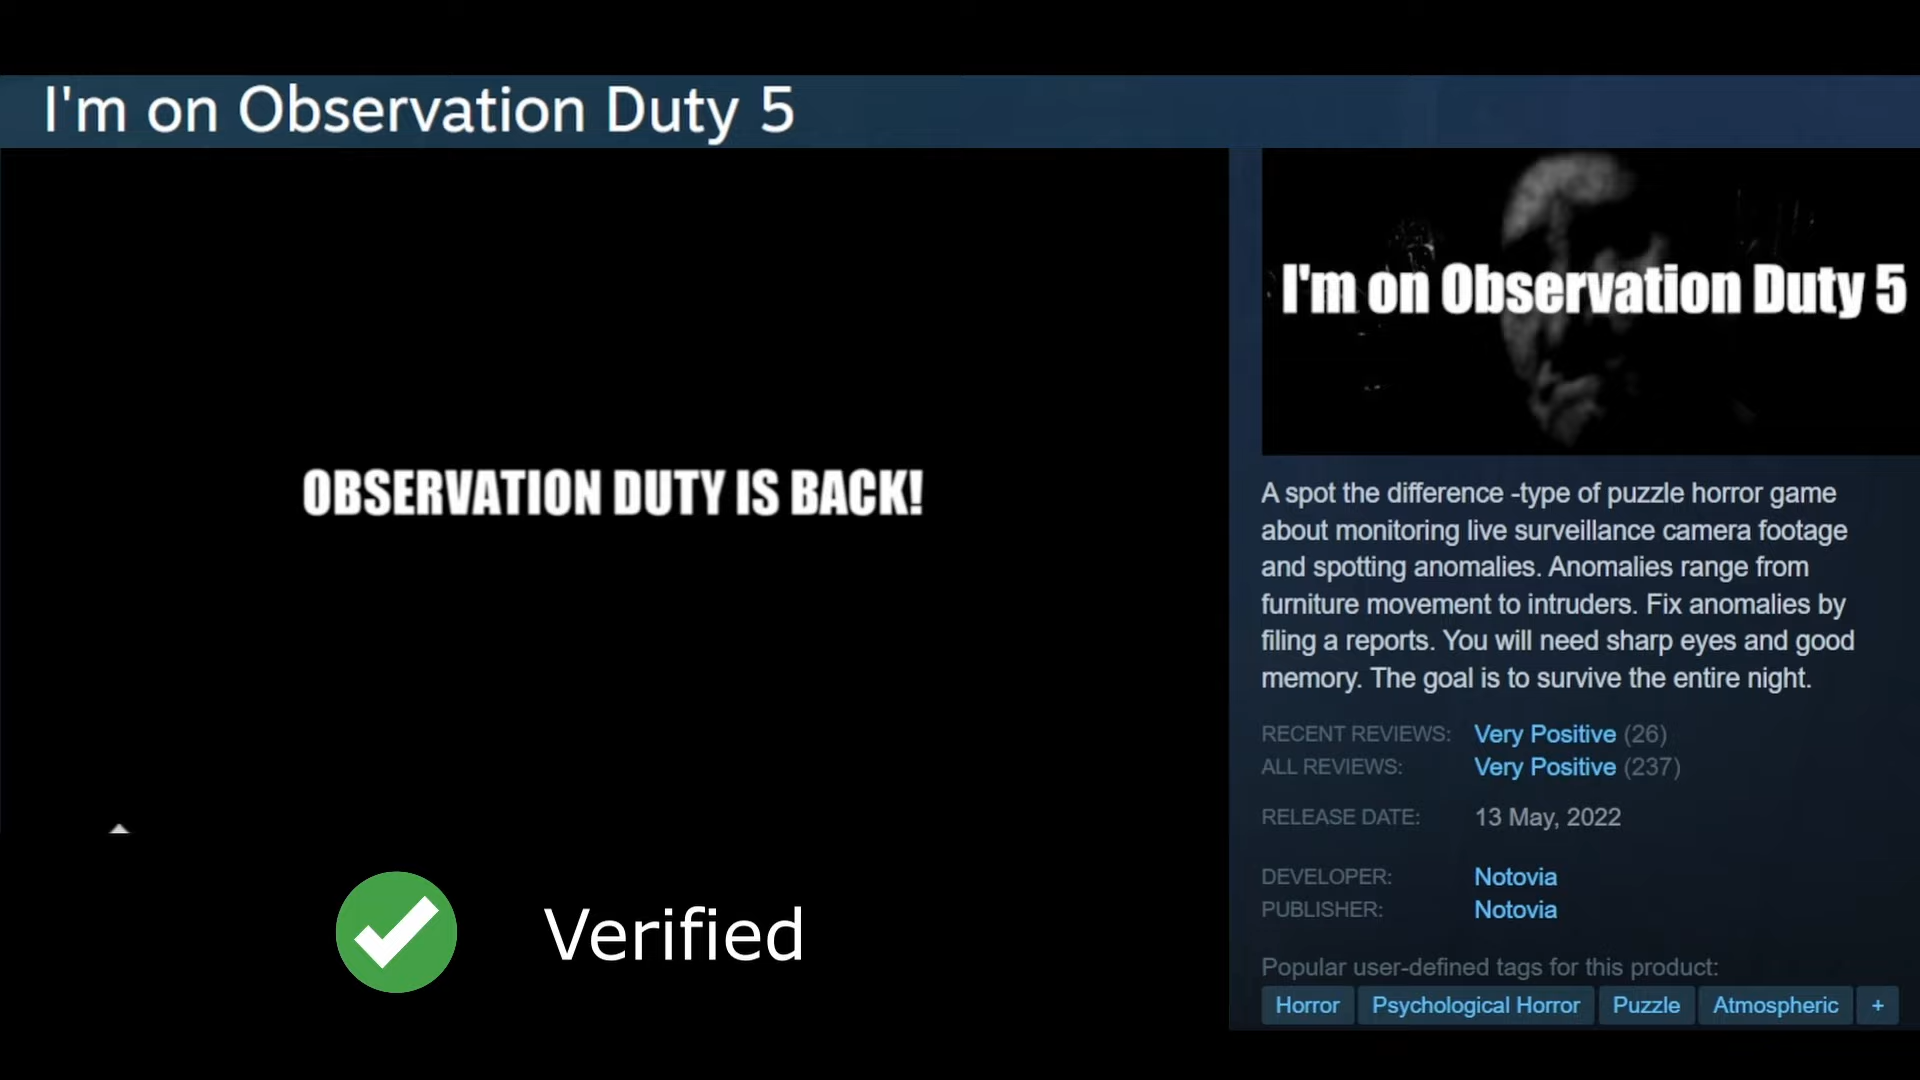 I'm on Observation Duty 5
OBSERVATION DUTY IS BACK!
Verified
I'm on Observation Duty 5
A spot the difference -type of puzzle horror game
about monitoring live surveillance camera footage
and spotting anomalies. Anomalies range from
furniture movement to intruders. Fix anomalies by
filing a reports. You will need sharp eyes and good
memory. The goal is to survive the entire night.
RECENT REVIEWS: Very Positive (26)
ALL REVIEWS: Very Positive (237)
RELEASE DATE: 13 May, 2022
DEVELOPER: Notovia
PUBLISHER: Notovia
Popular user-defined tags for this product:
Horror Psychological Horror Puzzle Atmospheric +